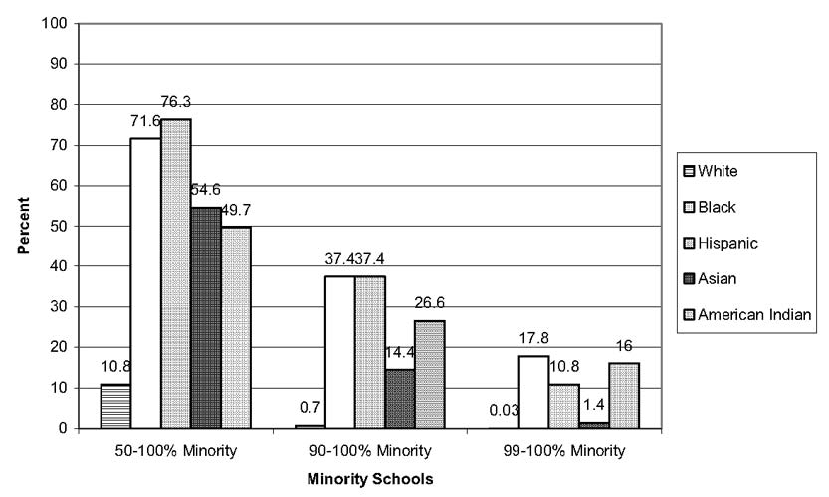 100
90
80
70
60
50
40
30
20
10
0
Percent
10.8
71.6
76.3
54.6
49.7
0.7
37.4
37.4
14.4
26.6
0.03
17.8
10.8
1.4
16
50-100% Minority
90-100% Minority
99-100% Minority
Minority Schools
White
Black
Hispanic
Asian
American Indian